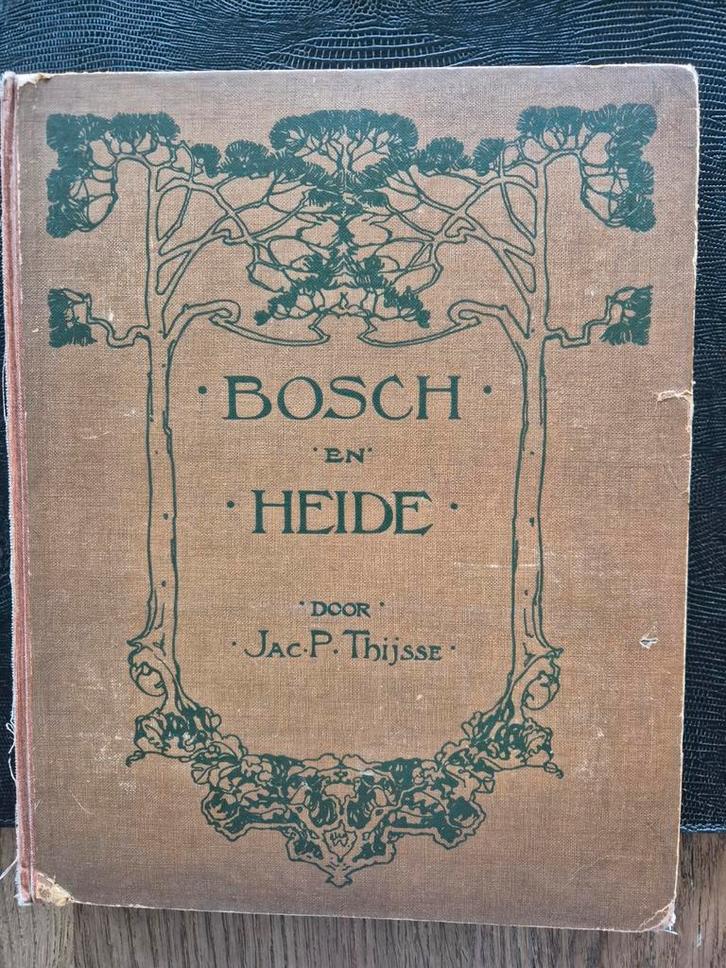 · BOSCH ·
· EN ·
· HEIDE ·
· DOOR ·
· JAC. P. Thijsse ·